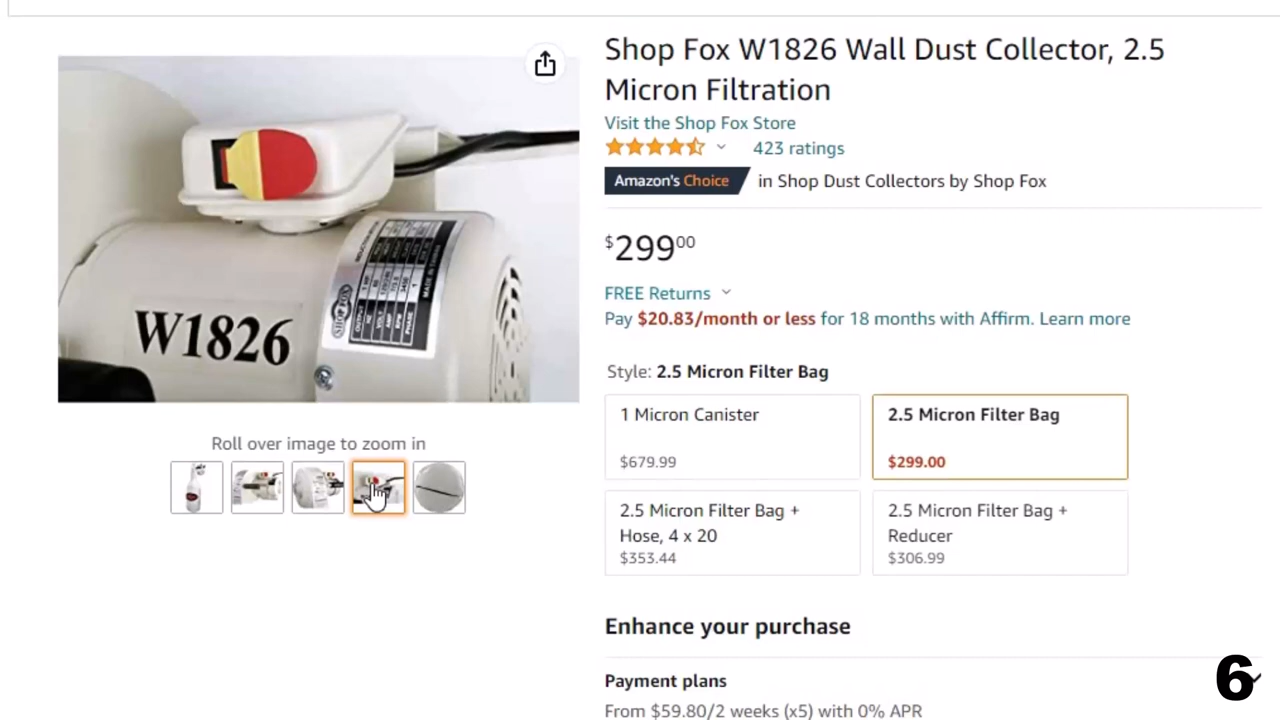 Shop Fox W1826 Wall Dust Collector, 2.5
Micron Filtration
Visit the Shop Fox Store
423 ratings
Amazon's Choice in Shop Dust Collectors by Shop Fox
$299.00
FREE Returns
Pay $20.83/month or less for 18 months with Affirm. Learn more
Style: 2.5 Micron Filter Bag
1 Micron Canister
$679.99
2.5 Micron Filter Bag
$299.00
2.5 Micron Filter Bag +
Hose, 4 x 20
$353.44
2.5 Micron Filter Bag +
Reducer
$306.99
Enhance your purchase
Payment plans
From $59.80/2 weeks (x5) with 0% APR
W1826
SHOP FOX
MADE IN TAIWAN
Roll over image to zoom in
6